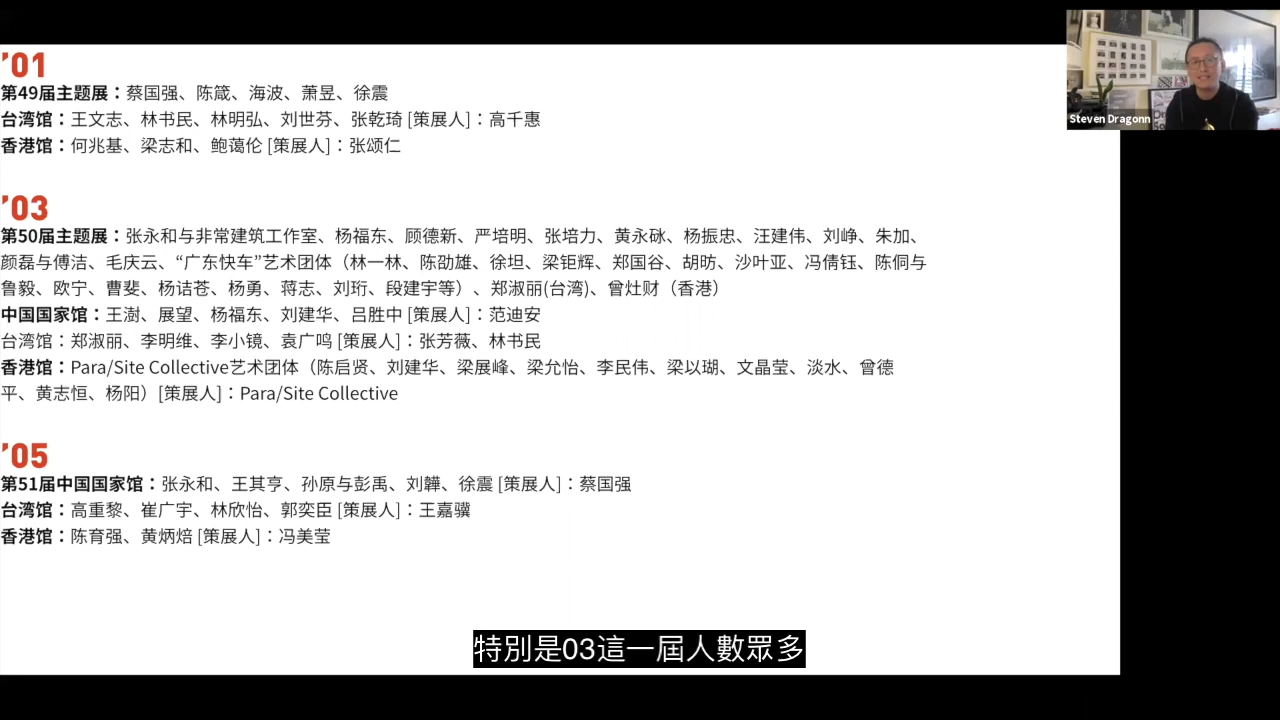 '01
第49届主题展：蔡国强、陈箴、海波、萧昱、徐震
台湾馆：王文志、林书民、林明弘、刘世芬、张乾琦 [策展人]：高千惠
香港馆：何兆基、梁志和、鲍蔼伦 [策展人]：张颂仁
'03
第50届主题展：张永和与非常建筑工作室、杨福东、顾德新、严培明、张培力、黄永砯、杨振忠、汪建伟、刘峥、朱加、
颜磊与傅洁、毛庆云、“广东快车”艺术团体（林一林、陈劭雄、徐坦、梁钜辉、郑国谷、胡昉、沙叶亚、冯倩钰、陈侗与
鲁毅、欧宁、曹斐、杨诘苍、杨勇、蒋志、刘珩、段建宇等）、郑淑丽(台湾)、曾灶财（香港）
中国国家馆：王澍、展望、杨福东、刘建华、吕胜中 [策展人]：范迪安
台湾馆：郑淑丽、李明维、李小镜、袁广鸣 [策展人]：张芳薇、林书民
香港馆：Para/Site Collective艺术团体（陈启贤、刘建华、梁展峰、梁允怡、李民伟、梁以瑚、文晶莹、淡水、曾德
平、黄志恒、杨阳）[策展人]：Para/Site Collective
'05
第51届中国国家馆：张永和、王其亨、孙原与彭禹、刘韡、徐震 [策展人]：蔡国强
台湾馆：高重黎、崔广宇、林欣怡、郭奕臣 [策展人]：王嘉骥
香港馆：陈育强、黄炳焙 [策展人]：冯美莹
Steven Dragonn
特別是03這一屆人數眾多